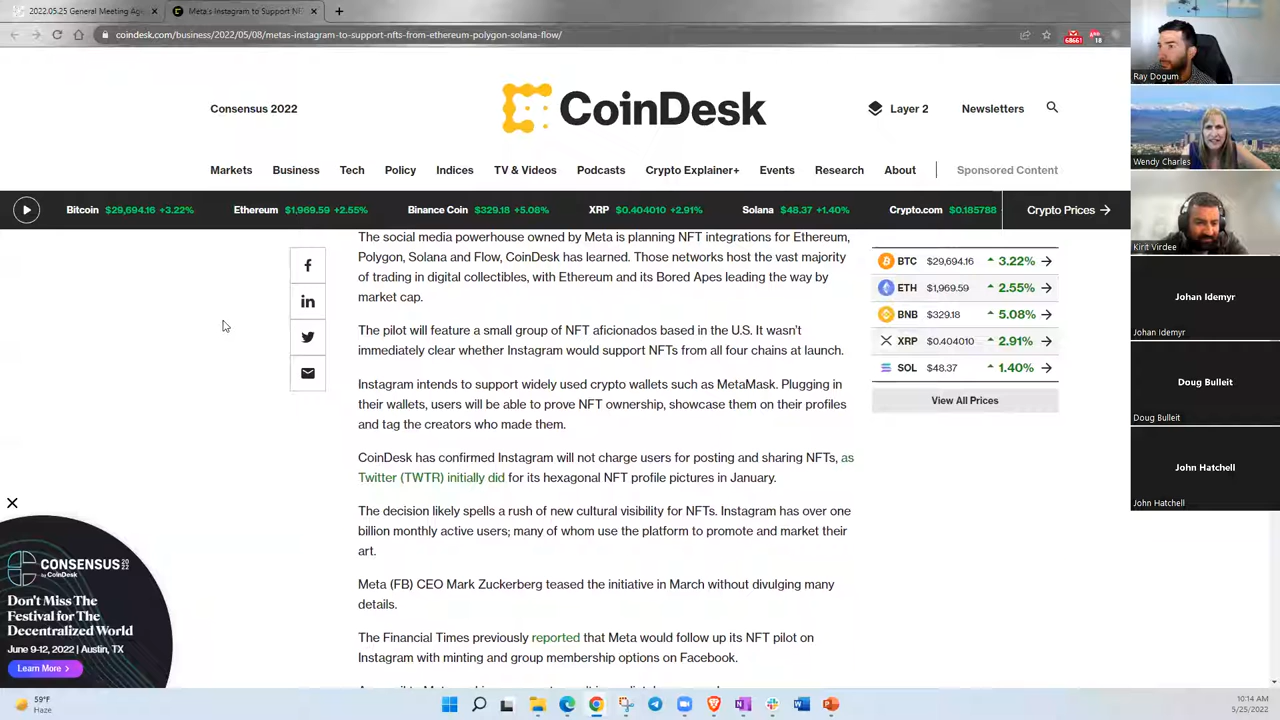 2022.05.25 General Meeting Age
Meta's Instagram to Support NF
coindesk.com/business/2022/05/08/metas-instagram-to-support-nfts-from-ethereum-polygon-solana-flow/
68661
18
Consensus 2022
CoinDesk
Layer 2
Newsletters
Markets Business Tech Policy Indices TV & Videos Podcasts Crypto Explainer+ Events Research About Sponsored Content
Bitcoin $29,694.16 +3.22% Ethereum $1,969.59 +2.55% Binance Coin $329.18 +5.08% XRP $0.404010 +2.91% Solana $48.37 +1.40% Crypto.com $0.185788 Crypto Prices
The social media powerhouse owned by Meta is planning NFT integrations for Ethereum,
Polygon, Solana and Flow, CoinDesk has learned. Those networks host the vast majority
of trading in digital collectibles, with Ethereum and its Bored Apes leading the way by
market cap.
The pilot will feature a small group of NFT aficionados based in the U.S. It wasn't
immediately clear whether Instagram would support NFTs from all four chains at launch.
Instagram intends to support widely used crypto wallets such as MetaMask. Plugging in
their wallets, users will be able to prove NFT ownership, showcase them on their profiles
and tag the creators who made them.
CoinDesk has confirmed Instagram will not charge users for posting and sharing NFTs, as
Twitter (TWTR) initially did for its hexagonal NFT profile pictures in January.
The decision likely spells a rush of new cultural visibility for NFTs. Instagram has over one
billion monthly active users; many of whom use the platform to promote and market their
art.
Meta (FB) CEO Mark Zuckerberg teased the initiative in March without divulging many
details.
The Financial Times previously reported that Meta would follow up its NFT pilot on
Instagram with minting and group membership options on Facebook.
BTC $29,694.16 3.22%
ETH $1,969.59 2.55%
BNB $329.18 5.08%
XRP $0.404010 2.91%
SOL $48.37 1.40%
View All Prices
CONSENSUS 2022
by CoinDesk
Don't Miss The
Festival for The
Decentralized World
June 9-12, 2022 | Austin, TX
Learn More >
Ray Dogum
Wendy Charles
Kirit Virdee
Johan Idemyr
Johan Idemyr
Doug Bulleit
Doug Bulleit
John Hatchell
John Hatchell
59°F
Haze
10:14 AM
5/25/2022